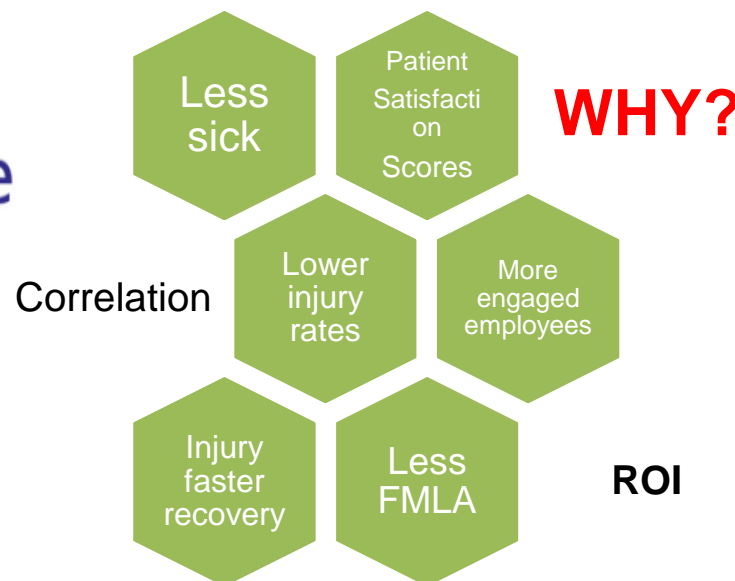 Less
sick
Patient
Satisfacti
on
Scores
WHY?
e
Correlation
Lower
injury
rates
More
engaged
employees
Injury
faster
recovery
Less
FMLA
ROI